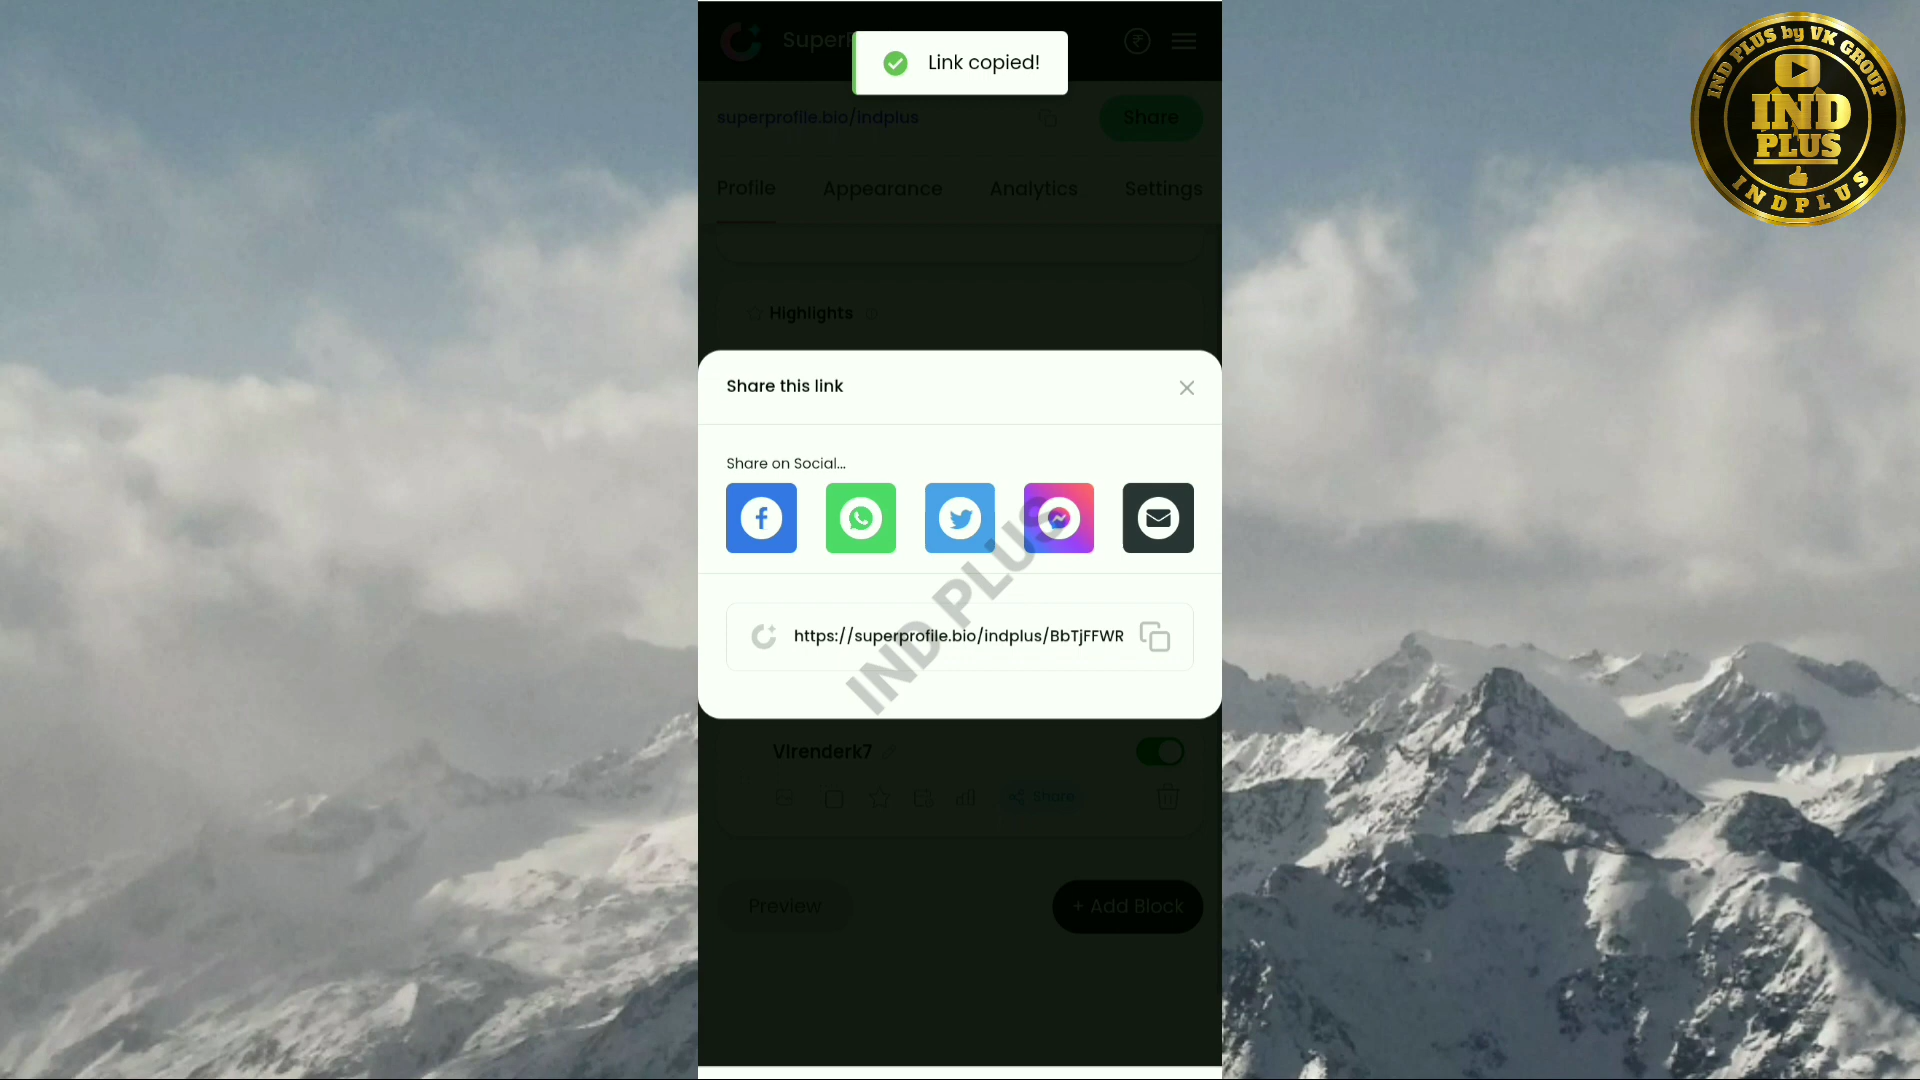 SuperP
Link copied!
superprofile.bio/indplus
Share
Profile Appearance Analytics Settings
Highlights
Share this link
Share on Social...
https://superprofile.bio/indplus/BbTjFFWR
IND PLUS
Virenderk7
Share
Preview
+ Add Block
IND PLUS by VK GROUP
IND
PLUS
INDPLUS